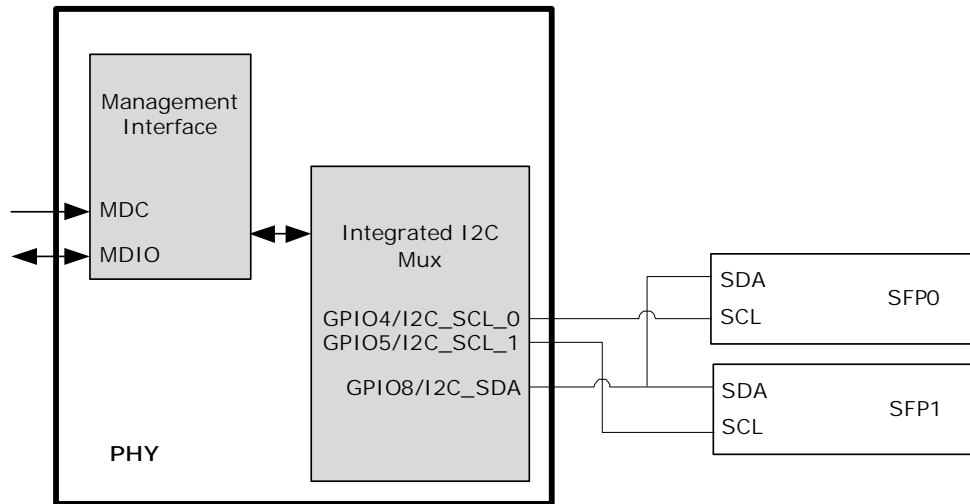 Management
Interface
MDC
MDIO
Integrated I2C
Mux
GPIO4/I2C_SCL_0
GPIO5/I2C_SCL_1
GPIO8/I2C_SDA
PHY
SDA
SFP0
SCL
SDA
SFP1
SCL